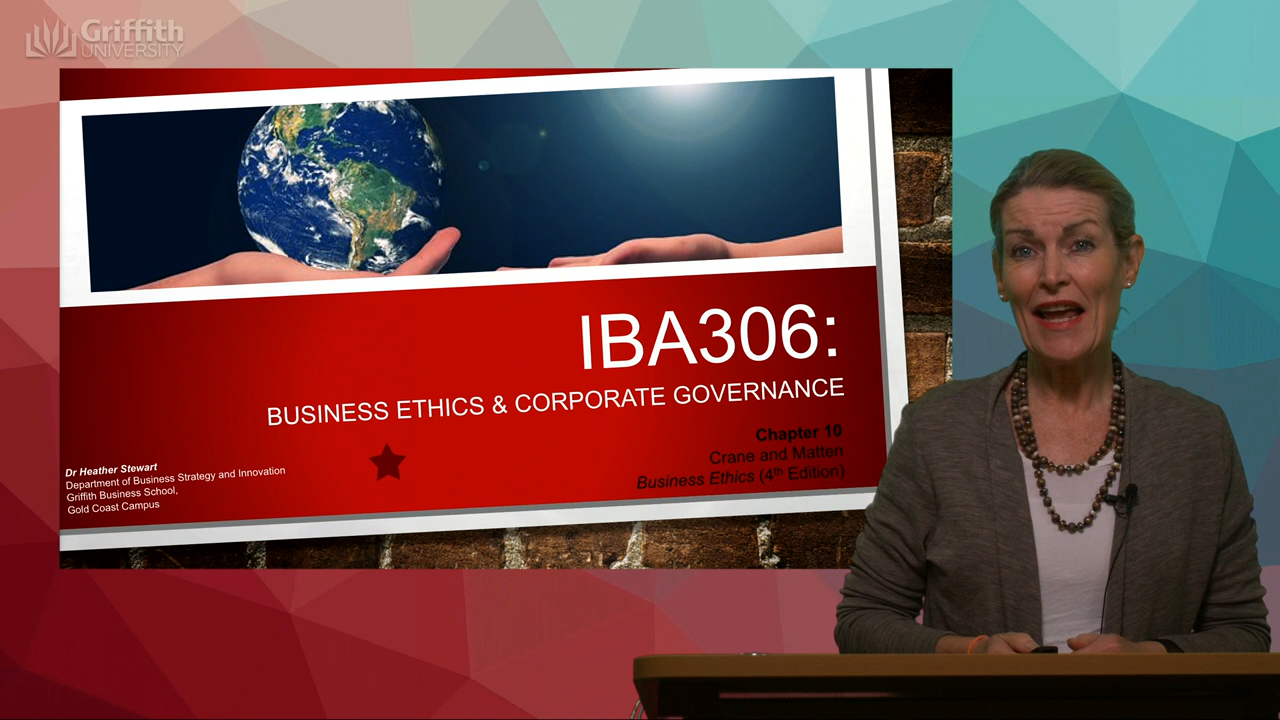 Griffith
UNIVERSITY
IBA306:
BUSINESS ETHICS & CORPORATE GOVERNANCE
Chapter 10
Crane and Matten
Business Ethics (4th Edition)
Dr Heather Stewart
Department of Business Strategy and Innovation
Griffith Business School,
Gold Coast Campus